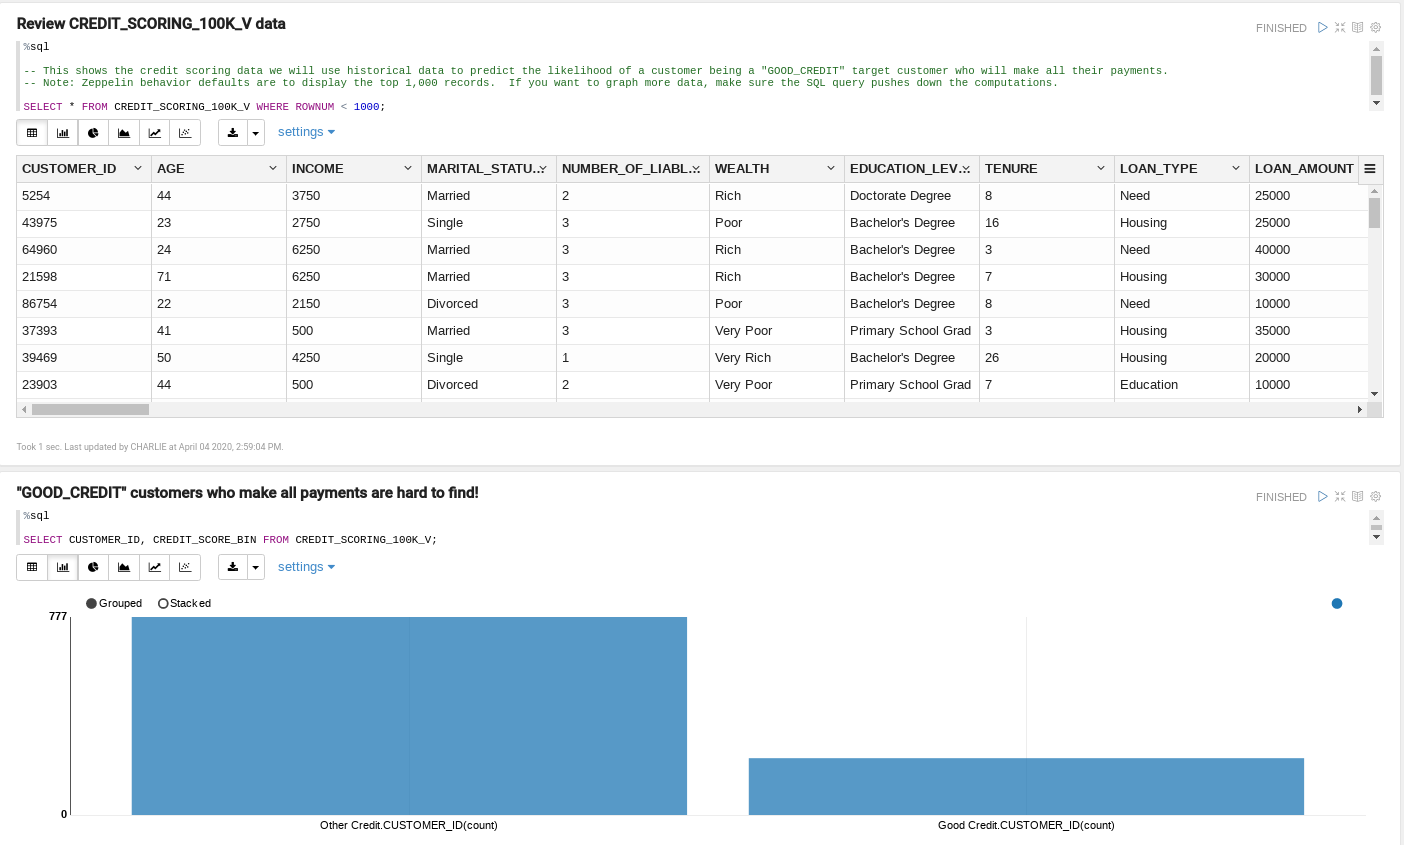 Review CREDIT_SCORING_100K_V data
FINISHED
%sql
-- This shows the credit scoring data we will use historical data to predict the likelihood of a customer being a "GOOD_CREDIT" target customer who will make all their payments.
-- Note: Zeppelin behavior defaults are to display the top 1,000 records.  If you want to graph more data, make sure the SQL query pushes down the computations.
SELECT * FROM CREDIT_SCORING_100K_V WHERE ROWNUM < 1000;
settings
CUSTOMER_ID AGE INCOME MARITAL_STATU... NUMBER_OF_LIABL... WEALTH EDUCATION_LEV... TENURE LOAN_TYPE LOAN_AMOUNT
5254 44 3750 Married 2 Rich Doctorate Degree 8 Need 25000
43975 23 2750 Single 3 Poor Bachelor's Degree 16 Housing 25000
64960 24 6250 Married 3 Rich Bachelor's Degree 3 Need 40000
21598 71 6250 Married 3 Rich Bachelor's Degree 7 Housing 30000
86754 22 2150 Divorced 3 Poor Bachelor's Degree 8 Need 10000
37393 41 500 Married 3 Very Poor Primary School Grad 3 Housing 35000
39469 50 4250 Single 1 Very Rich Bachelor's Degree 26 Housing 20000
23903 44 500 Divorced 2 Very Poor Primary School Grad 7 Education 10000
Took 1 sec. Last updated by CHARLIE at April 04 2020, 2:59:04 PM.
"GOOD_CREDIT" customers who make all payments are hard to find!
FINISHED
%sql
SELECT CUSTOMER_ID, CREDIT_SCORE_BIN FROM CREDIT_SCORING_100K_V;
settings
Grouped Stacked
777
0
Other Credit.CUSTOMER_ID(count) Good Credit.CUSTOMER_ID(count)